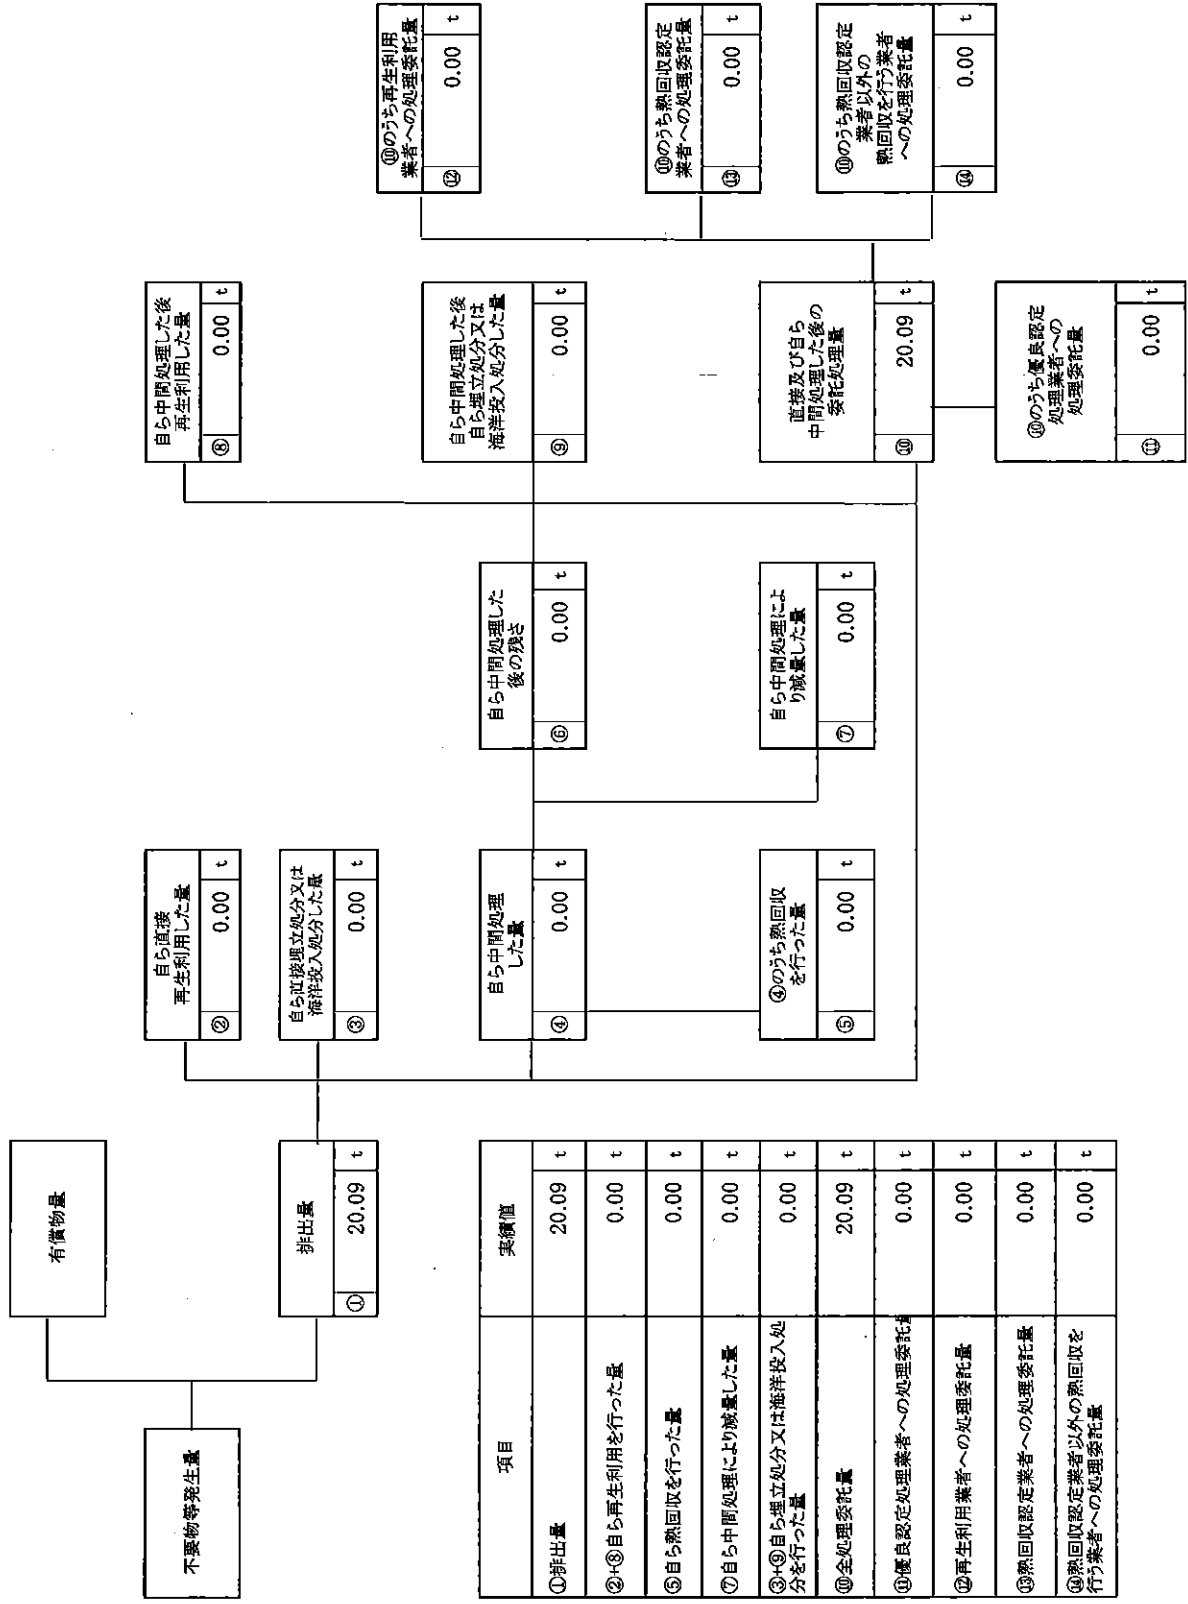 不要物等発生量
有償物量
排出量
① 20.09 t
自ら直接
再生利用した量
② 0.00 t
自ら直接埋立処分又は
海洋投入処分した量
③ 0.00 t
自ら中間処理
した量
④ 0.00 t
④のうち熱回収
を行った量
⑤ 0.00 t
自ら中間処理した
後の残さ
⑥ 0.00 t
自ら中間処理によ
り減量した量
⑦ 0.00 t
自ら中間処理した後
再生利用した量
⑧ 0.00 t
自ら中間処理した後
自ら埋立処分又は
海洋投入処分した量
⑨ 0.00 t
直接及び自ら
中間処理した後の
委託処理量
⑩ 20.09 t
⑩のうち優良認定
処理業者への
処理委託量
⑪ 0.00 t
⑩のうち再生利用
業者への処理委託量
⑫ 0.00 t
⑩のうち熱回収認定
業者への処理委託量
⑬ 0.00 t
⑩のうち熱回収認定
業者以外の
熱回収を行う業者
への処理委託量
⑭ 0.00 t
項目 実績値
①排出量 20.09 t
②+⑧自ら再生利用を行った量 0.00 t
⑤自ら熱回収を行った量 0.00 t
⑦自ら中間処理により減量した量 0.00 t
③+⑨自ら埋立処分又は海洋投入処
分を行った量 0.00 t
⑩全処理委託量 20.09 t
⑪優良認定処理業者への処理委託量 0.00 t
⑫再生利用業者への処理委託量 0.00 t
⑬熱回収認定業者への処理委託量 0.00 t
⑭熱回収認定業者以外の熱回収を
行う業者への処理委託量 0.00 t